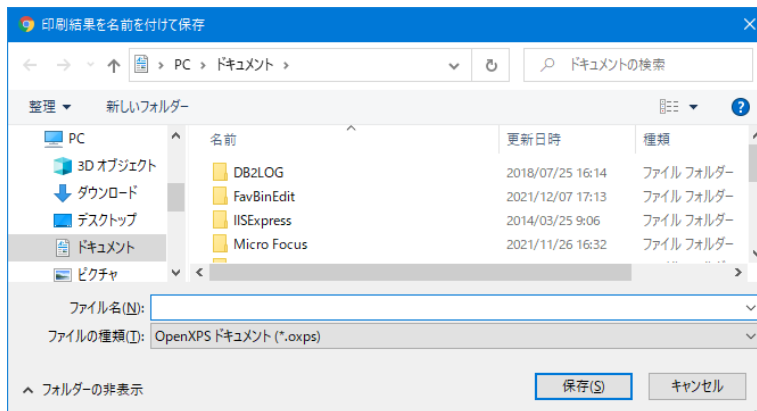 印刷結果を名前を付けて保存
PC › ドキュメント ›
ドキュメントの検索
整理 ▼ 新しいフォルダー
?
名前 更新日時 種類
PC
3D オブジェクト
ダウンロード
デスクトップ
ドキュメント
ピクチャ
DB2LOG 2018/07/25 16:14 ファイル フォルダー
FavBinEdit 2021/12/07 17:13 ファイル フォルダー
IISExpress 2014/03/25 9:06 ファイル フォルダー
Micro Focus 2021/11/26 16:32 ファイル フォルダー
ファイル名(N):
ファイルの種類(T): OpenXPS ドキュメント (*.oxps)
フォルダーの非表示
保存(S) キャンセル